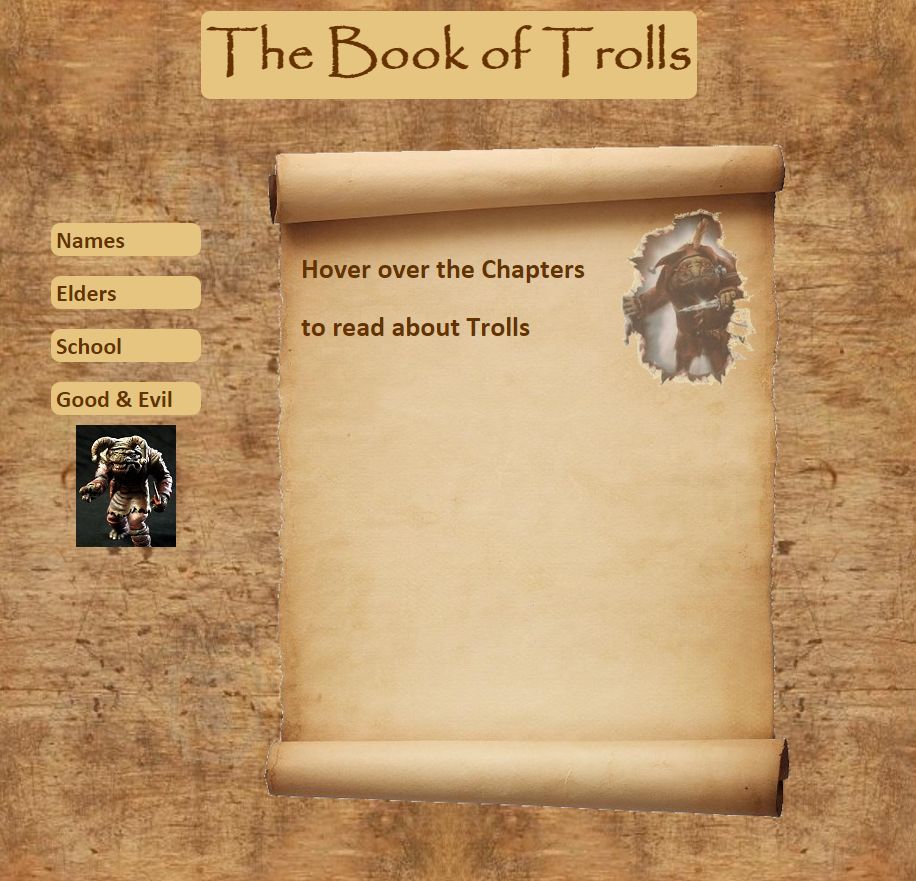 The Book of Trolls
Names
Elders
School
Good & Evil
Hover over the Chapters
to read about Trolls